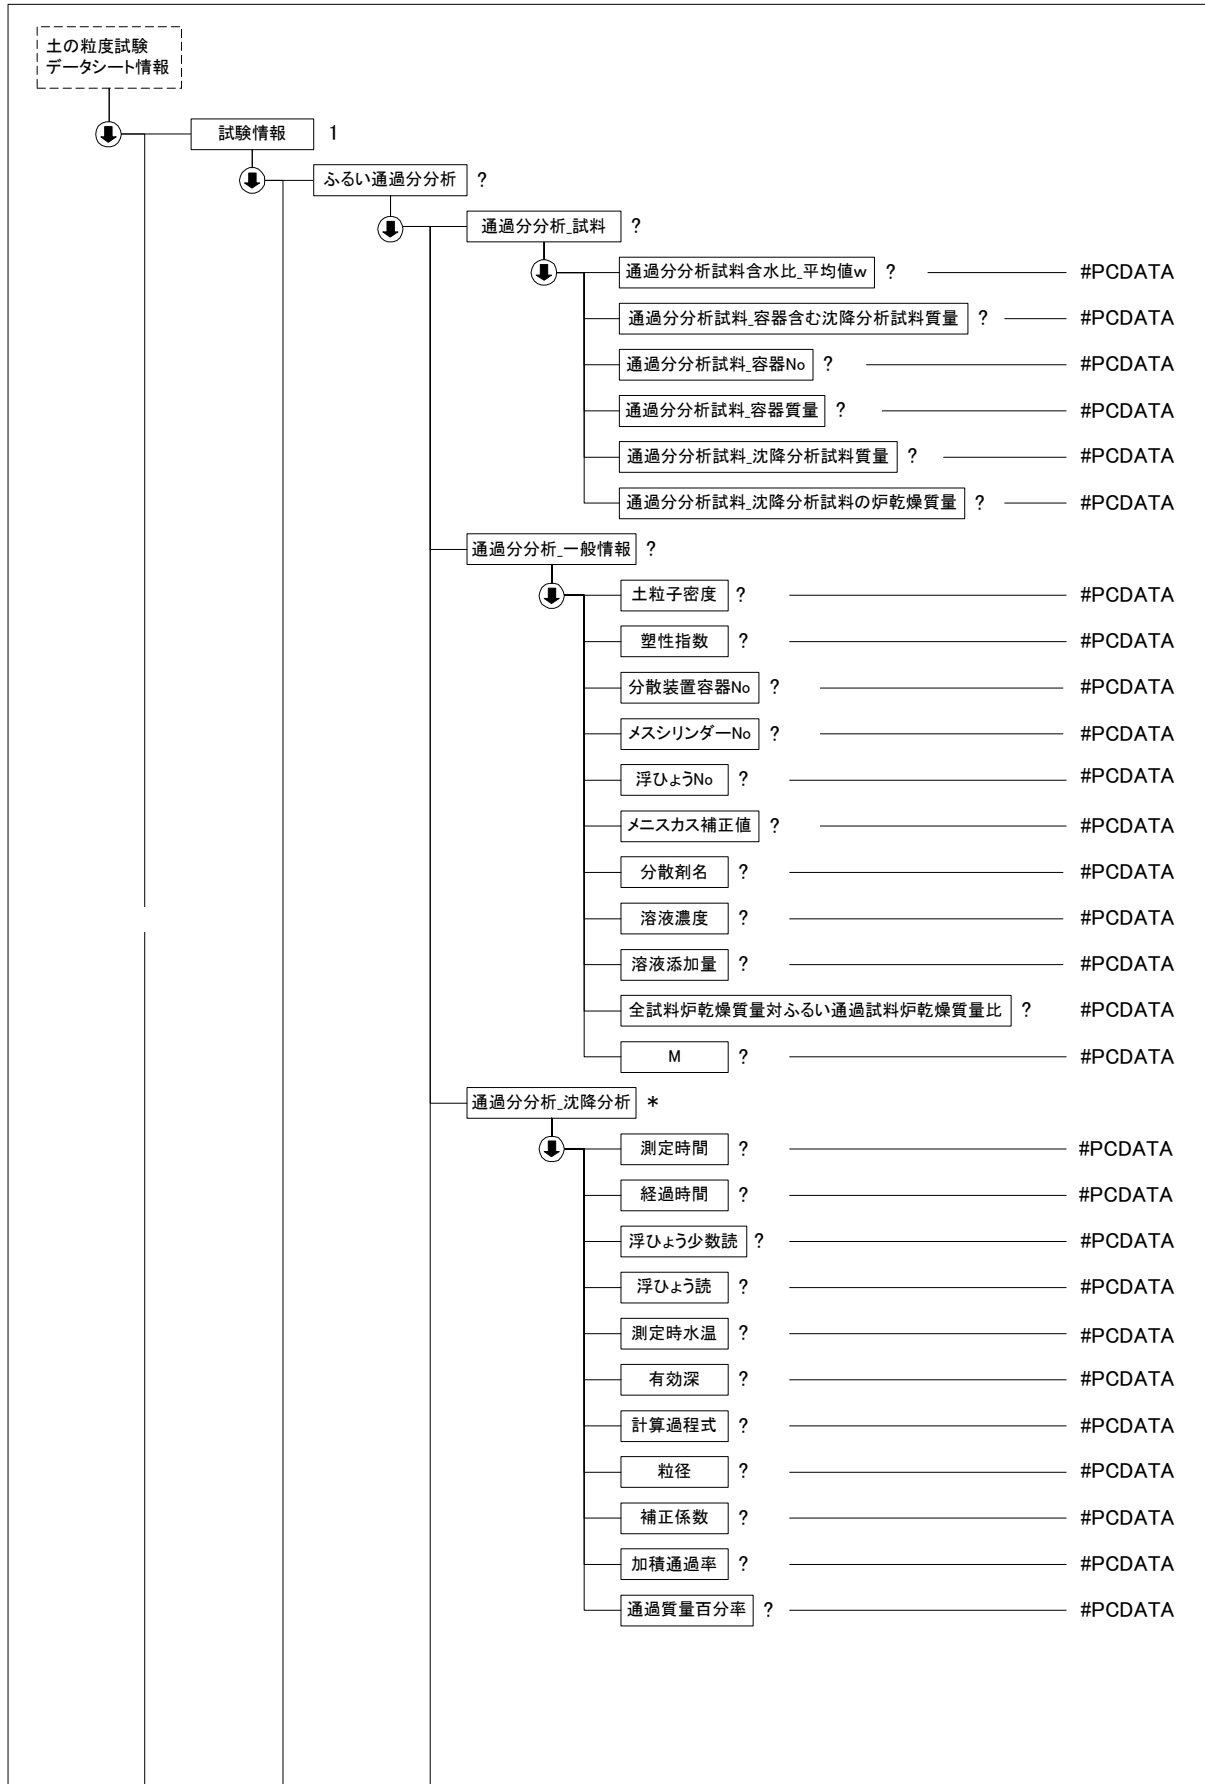 土の粒度試験
データシート情報
試験情報 1
ふるい通過分分析 ?
通過分分析_試料 ?
通過分分析試料含水比_平均値w ? #PCDATA
通過分分析試料_容器含む沈降分析試料質量 ? #PCDATA
通過分分析試料_容器No ? #PCDATA
通過分分析試料_容器質量 ? #PCDATA
通過分分析試料_沈降分析試料質量 ? #PCDATA
通過分分析試料_沈降分析試料の炉乾燥質量 ? #PCDATA
通過分分析_一般情報 ?
土粒子密度 ? #PCDATA
塑性指数 ? #PCDATA
分散装置容器No ? #PCDATA
メスシリンダーNo ? #PCDATA
浮ひょうNo ? #PCDATA
メニスカス補正値 ? #PCDATA
分散剤名 ? #PCDATA
溶液濃度 ? #PCDATA
溶液添加量 ? #PCDATA
全試料炉乾燥質量対ふるい通過試料炉乾燥質量比 ? #PCDATA
M ? #PCDATA
通過分分析_沈降分析 *
測定時間 ? #PCDATA
経過時間 ? #PCDATA
浮ひょう少数読 ? #PCDATA
浮ひょう読 ? #PCDATA
測定時水温 ? #PCDATA
有効深 ? #PCDATA
計算過程式 ? #PCDATA
粒径 ? #PCDATA
補正係数 ? #PCDATA
加積通過率 ? #PCDATA
通過質量百分率 ? #PCDATA